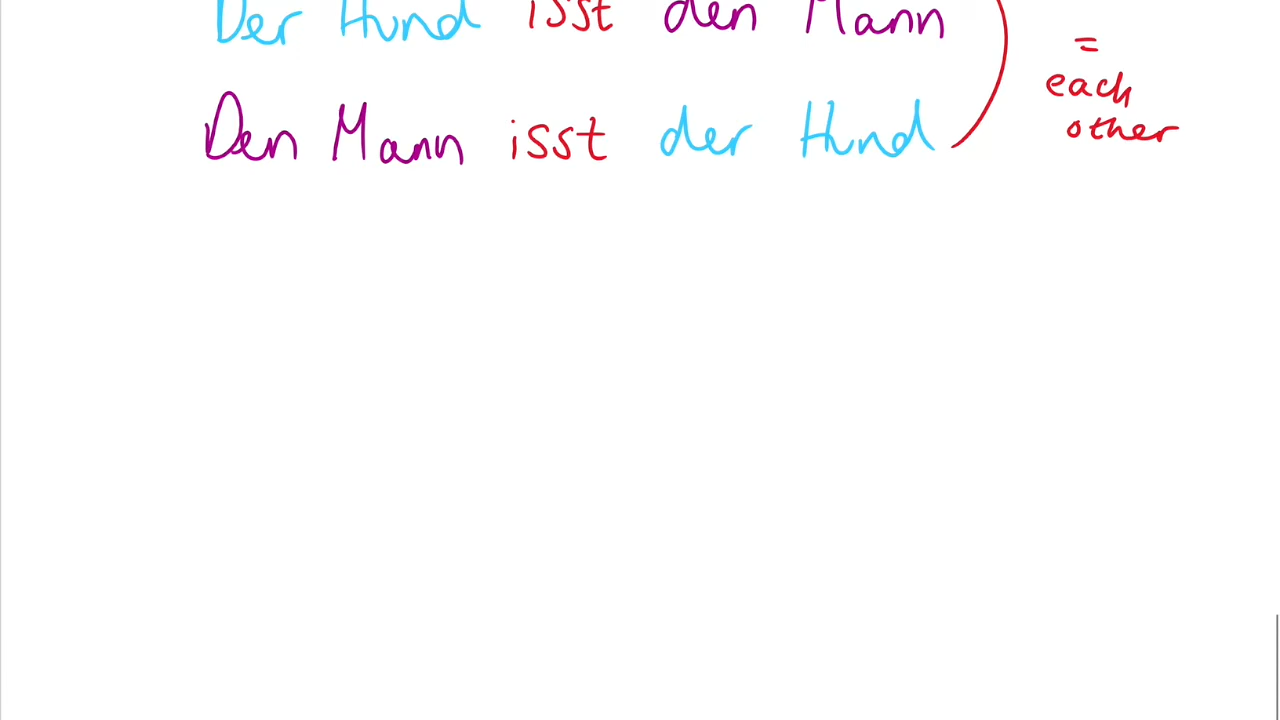 Der Hund isst den Mann
Den Mann isst der Hund
=
each
other